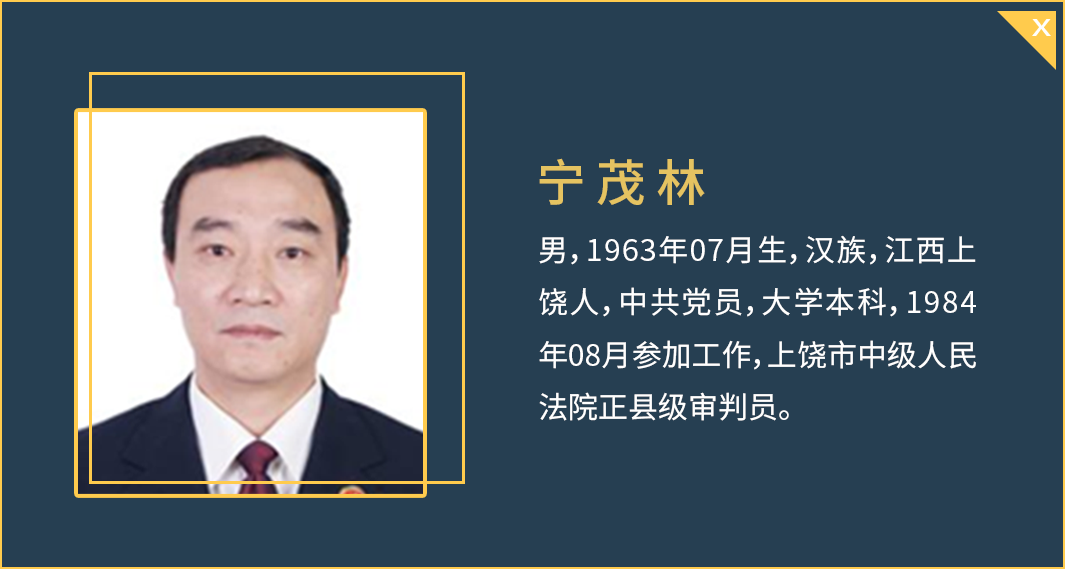 X
宁茂林
男，1963年07月生，汉族，江西上
饶人，中共党员，大学本科，1984
年08月参加工作，上饶市中级人民
法院正县级审判员。